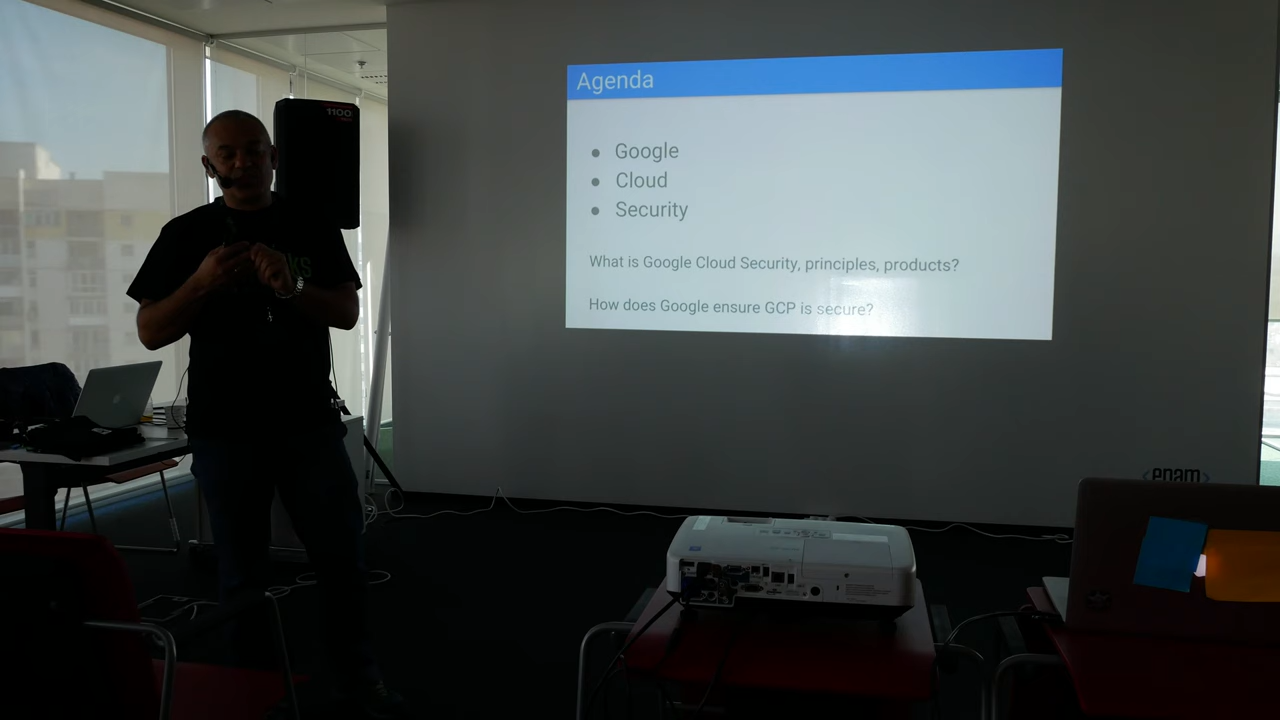 1100
Agenda
Google
Cloud
Security
What is Google Cloud Security, principles, products?
How does Google ensure GCP is secure?